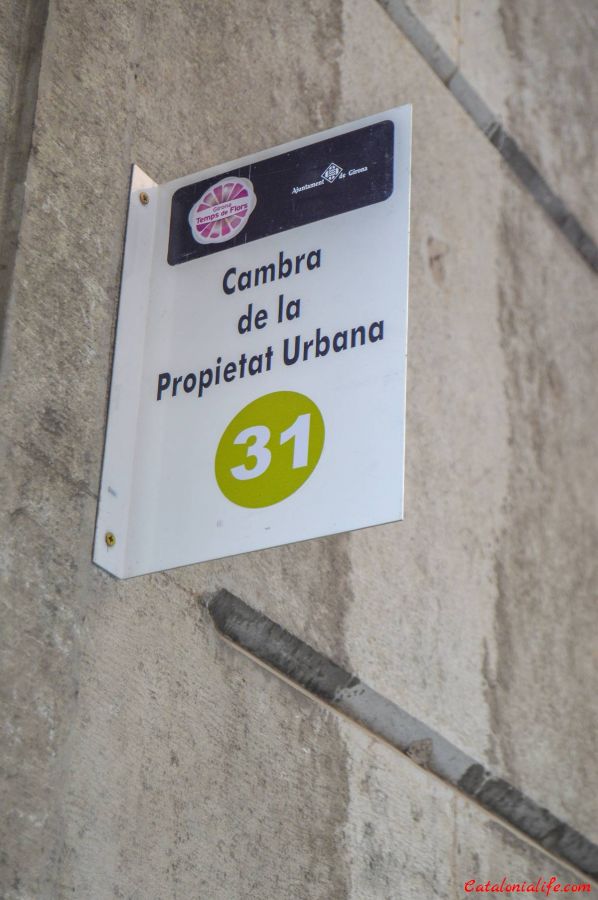 Girona
Temps de Flors
Ajuntament de Girona
Cambra
de la
Propietat Urbana
31
Catalonialife.com